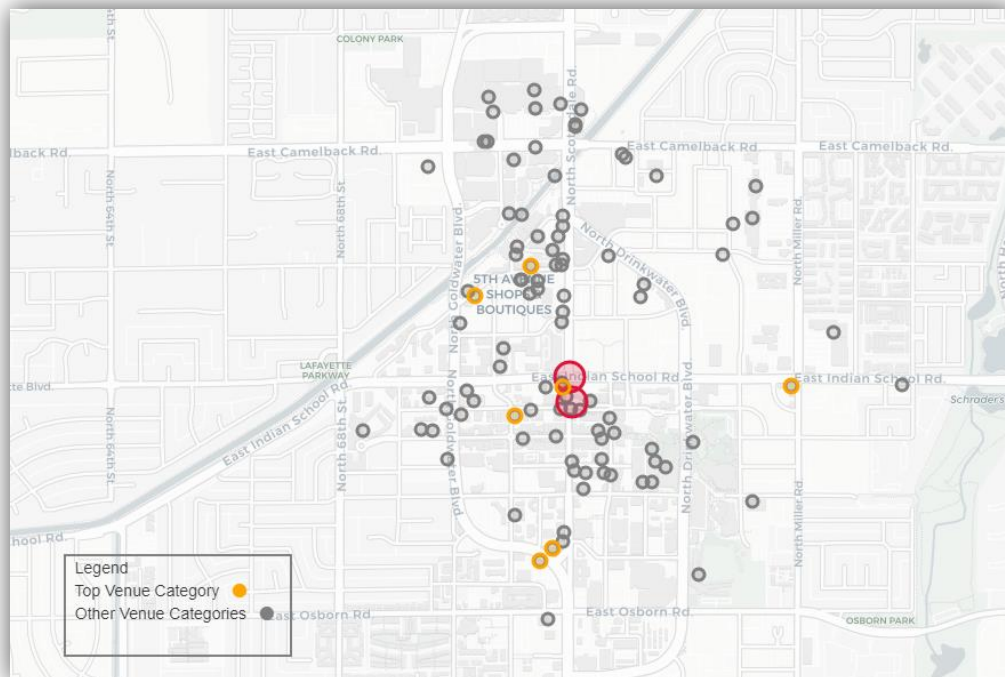 COLONY PARK
North Scottsdale Rd.
lback Rd.
East Camelback Rd.
East Camelback Rd.
East Camelback Rd.
North 64th St.
North 68th St.
North Goldwater Blvd.
North Drinkwater Blvd.
North Miller Rd.
5TH AVENUE
SHOPS &
BOUTIQUES
LAFAYETTE
PARKWAY
East Indian School Rd.
East Indian School Rd.
East Indian School Rd.
Schrader's
North 64th St.
North 68th St.
North Goldwater Blvd
North Drinkwater Blvd.
North Miller Rd.
hool Rd.
Legend
Top Venue Category
Other Venue Categories
East Osborn Rd.
East Osborn Rd.
OSBORN PARK